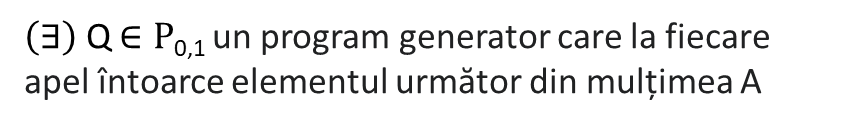 (∃) Q ∈ P₀,₁ un program generator care la fiecare
apel întoarce elementul următor din mulțimea A